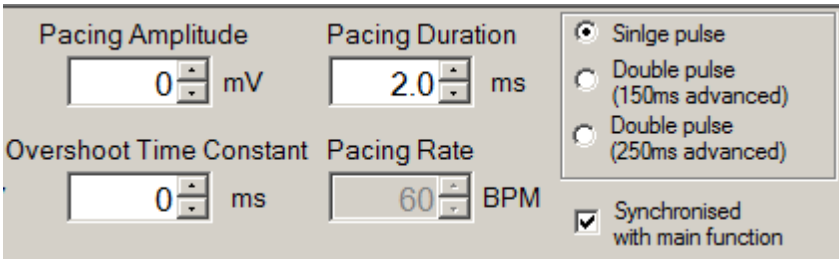 Pacing Amplitude
0 mV
Pacing Duration
2.0 ms
Overshoot Time Constant
0 ms
Pacing Rate
60 BPM
Sinlge pulse
Double pulse
(150ms advanced)
Double pulse
(250ms advanced)
Synchronised
with main function